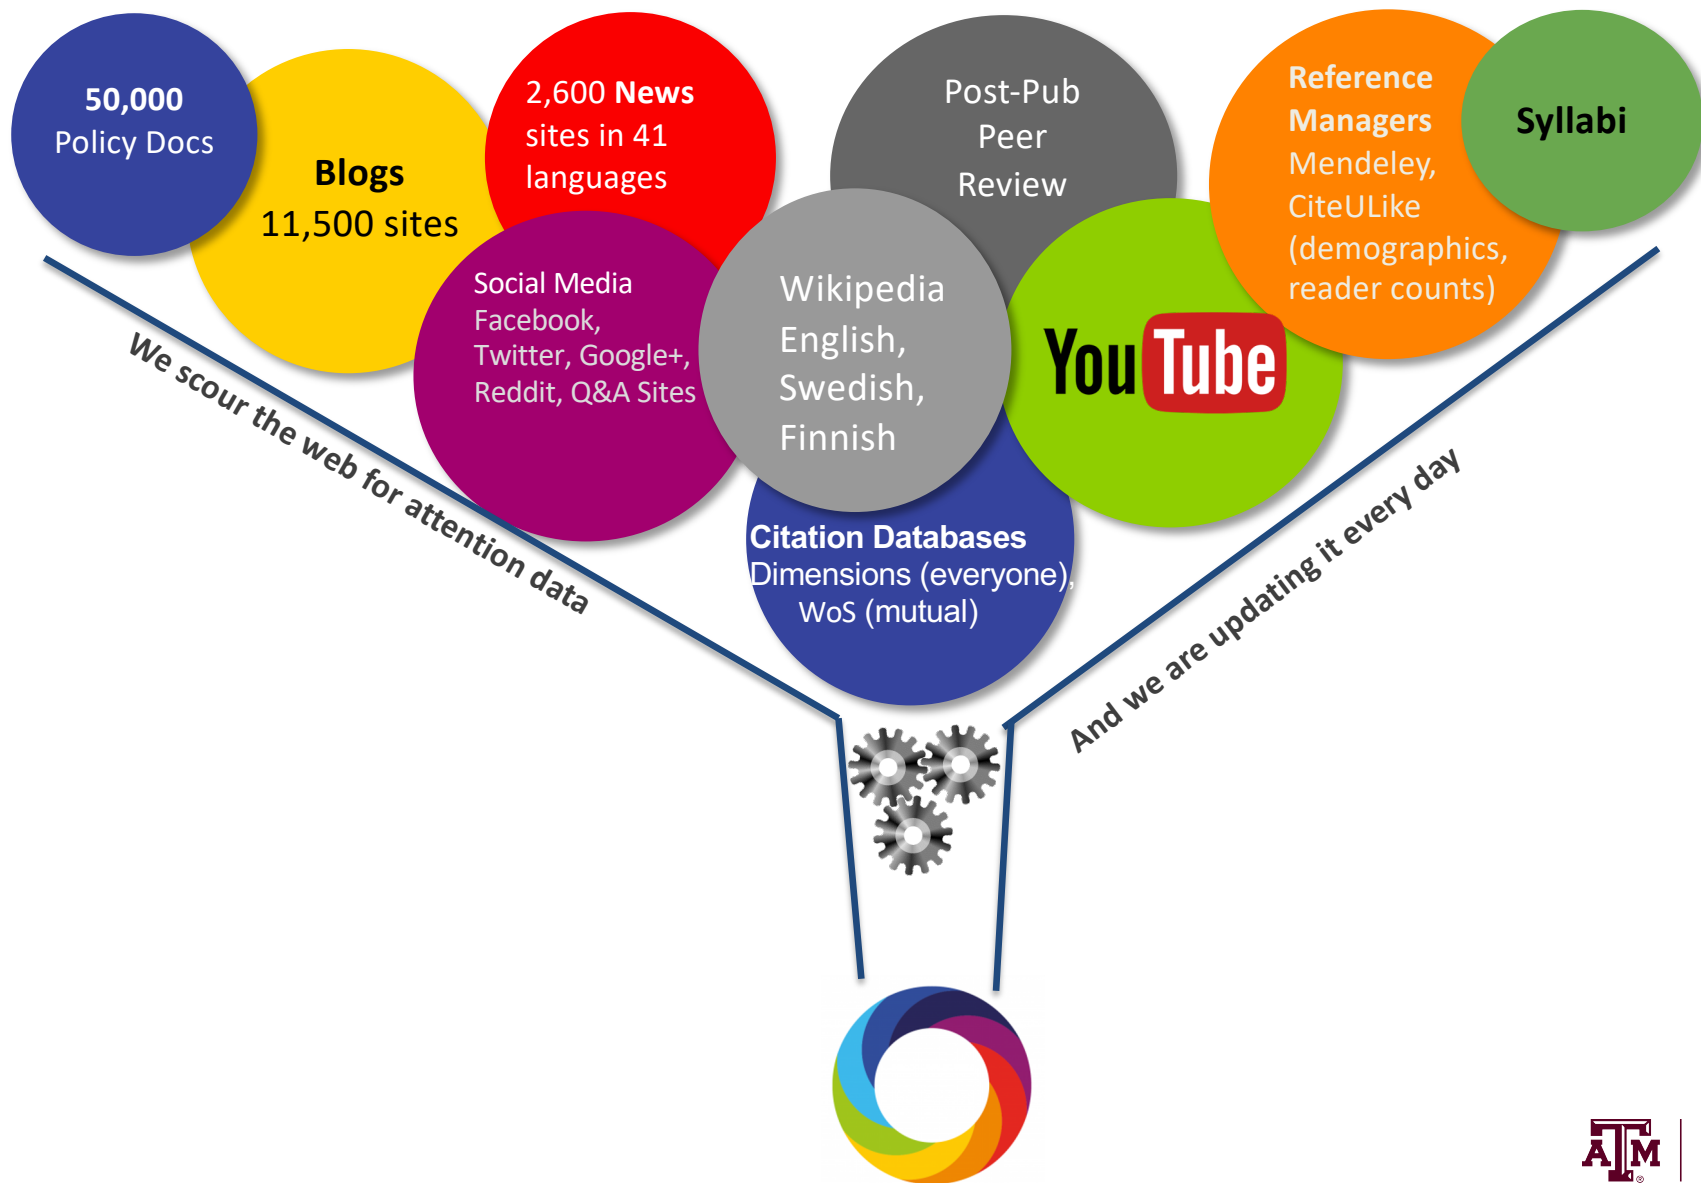 50,000
Policy Docs
Blogs
11,500 sites
2,600 News
sites in 41
languages
Social Media
Facebook,
Twitter, Google+,
Reddit, Q&A Sites
Wikipedia
English,
Swedish,
Finnish
Post-Pub
Peer
Review
YouTube
Reference
Managers
Mendeley,
CiteULike
(demographics,
reader counts)
Syllabi
Citation Databases
Dimensions (everyone),
WoS (mutual)
We scour the web for attention data
And we are updating it every day
ATM
®